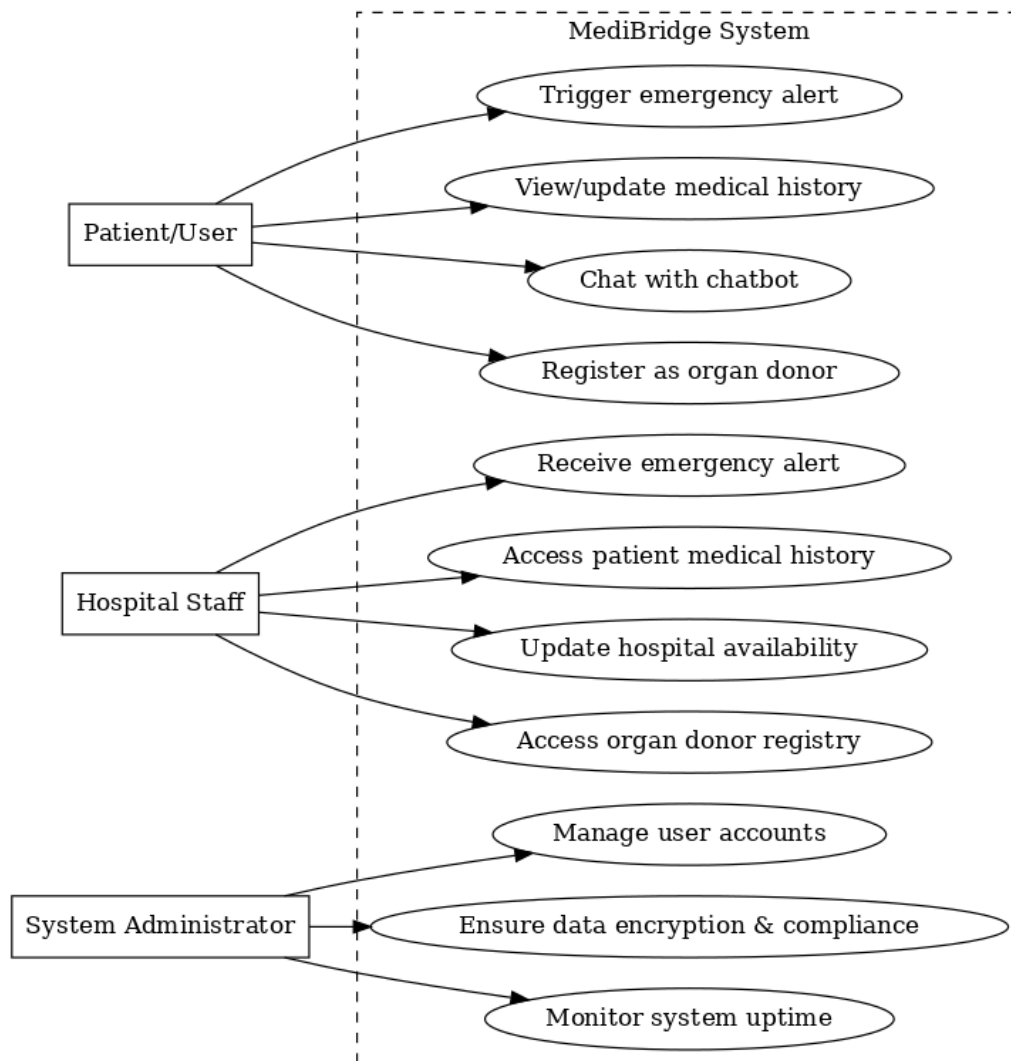 MediBridge System
Patient/User
Trigger emergency alert
View/update medical history
Chat with chatbot
Register as organ donor
Hospital Staff
Receive emergency alert
Access patient medical history
Update hospital availability
Access organ donor registry
System Administrator
Manage user accounts
Ensure data encryption & compliance
Monitor system uptime